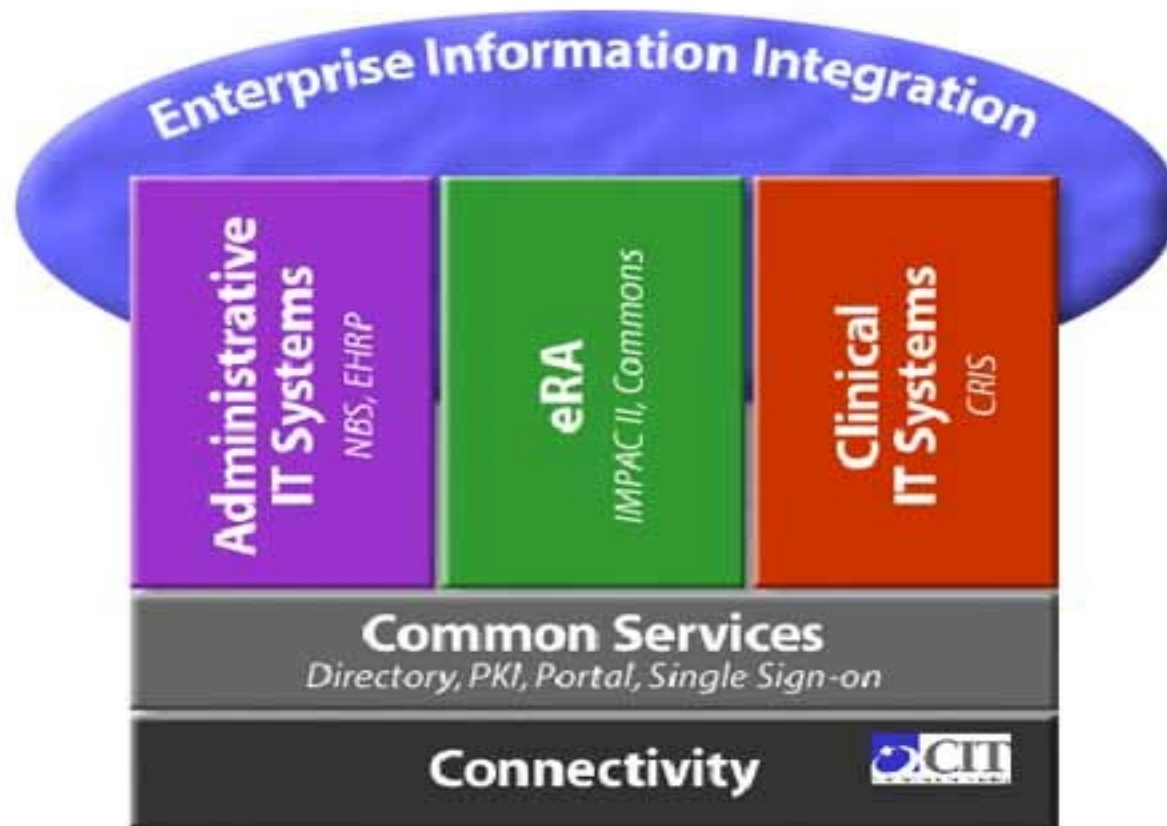 Enterprise Information Integration
Administrative
IT Systems
NBS, EHRP
eRA
IMPAC II, Commons
Clinical
IT Systems
CRIS
Common Services
Directory, PKI, Portal, Single Sign-on
Connectivity
CIT